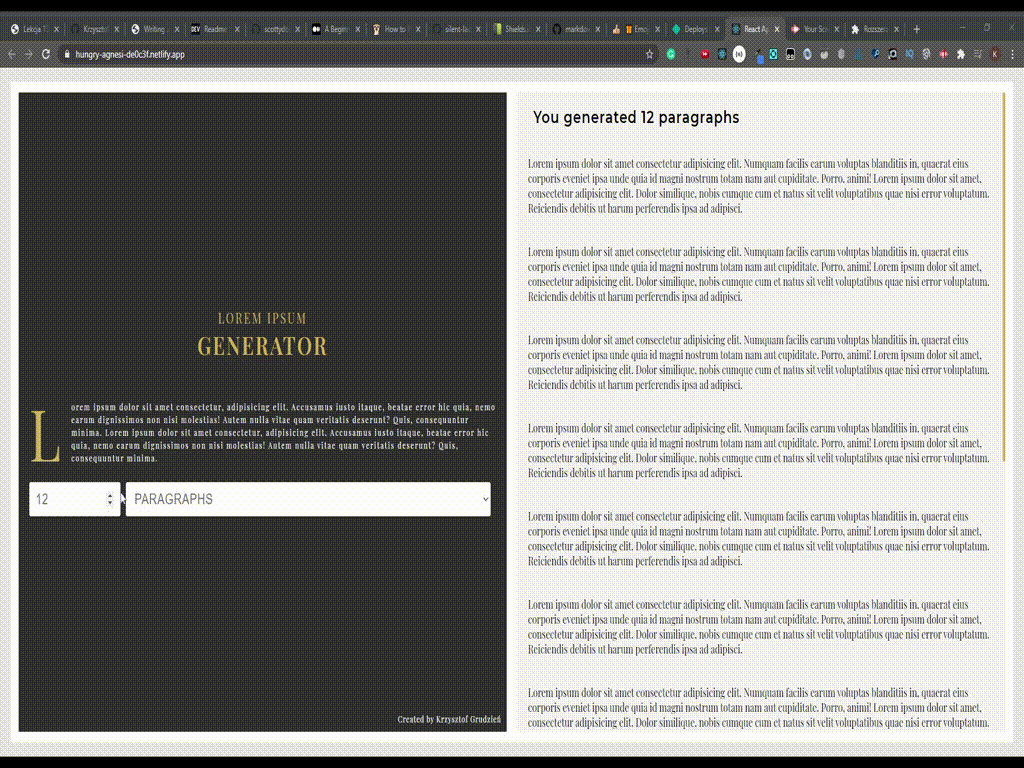 Lekcja 1
Krzyszto
Writing
DEV Readme
scottydo
A Begin
How to
silent-la
Shields.
markdo
Emoj
Deploys
React Ap
Your Scr
Rozszerz
hungry-agnesi-de0c3f.netlify.app
LOREM IPSUM
GENERATOR
Lorem ipsum dolor sit amet consectetur, adipisicing elit. Accusamus iusto itaque, beatae error hic quia, nemo
earum dignissimos non nisi molestias! Autem nulla vitae quam veritatis deserunt? Quis, consequuntur
minima. Lorem ipsum dolor sit amet consectetur, adipisicing elit. Accusamus iusto itaque, beatae error hic
quia, nemo earum dignissimos non nisi molestias! Autem nulla vitae quam veritatis deserunt? Quis,
consequuntur minima.
12 PARAGRAPHS
Created by Krzysztof Grudzień
You generated 12 paragraphs
Lorem ipsum dolor sit amet consectetur adipisicing elit. Numquam facilis earum voluptas blanditiis in, quaerat eius
corporis eveniet ipsa unde quia id magni nostrum totam nam aut cupiditate. Porro, animi! Lorem ipsum dolor sit amet,
consectetur adipisicing elit. Dolor similique, nobis cumque cum et natus sit velit voluptatibus quae nisi error voluptatum.
Reiciendis debitis ut harum perferendis ipsa ad adipisci.
Lorem ipsum dolor sit amet consectetur adipisicing elit. Numquam facilis earum voluptas blanditiis in, quaerat eius
corporis eveniet ipsa unde quia id magni nostrum totam nam aut cupiditate. Porro, animi! Lorem ipsum dolor sit amet,
consectetur adipisicing elit. Dolor similique, nobis cumque cum et natus sit velit voluptatibus quae nisi error voluptatum.
Reiciendis debitis ut harum perferendis ipsa ad adipisci.
Lorem ipsum dolor sit amet consectetur adipisicing elit. Numquam facilis earum voluptas blanditiis in, quaerat eius
corporis eveniet ipsa unde quia id magni nostrum totam nam aut cupiditate. Porro, animi! Lorem ipsum dolor sit amet,
consectetur adipisicing elit. Dolor similique, nobis cumque cum et natus sit velit voluptatibus quae nisi error voluptatum.
Reiciendis debitis ut harum perferendis ipsa ad adipisci.
Lorem ipsum dolor sit amet consectetur adipisicing elit. Numquam facilis earum voluptas blanditiis in, quaerat eius
corporis eveniet ipsa unde quia id magni nostrum totam nam aut cupiditate. Porro, animi! Lorem ipsum dolor sit amet,
consectetur adipisicing elit. Dolor similique, nobis cumque cum et natus sit velit voluptatibus quae nisi error voluptatum.
Reiciendis debitis ut harum perferendis ipsa ad adipisci.
Lorem ipsum dolor sit amet consectetur adipisicing elit. Numquam facilis earum voluptas blanditiis in, quaerat eius
corporis eveniet ipsa unde quia id magni nostrum totam nam aut cupiditate. Porro, animi! Lorem ipsum dolor sit amet,
consectetur adipisicing elit. Dolor similique, nobis cumque cum et natus sit velit voluptatibus quae nisi error voluptatum.
Reiciendis debitis ut harum perferendis ipsa ad adipisci.
Lorem ipsum dolor sit amet consectetur adipisicing elit. Numquam facilis earum voluptas blanditiis in, quaerat eius
corporis eveniet ipsa unde quia id magni nostrum totam nam aut cupiditate. Porro, animi! Lorem ipsum dolor sit amet,
consectetur adipisicing elit. Dolor similique, nobis cumque cum et natus sit velit voluptatibus quae nisi error voluptatum.
Reiciendis debitis ut harum perferendis ipsa ad adipisci.
Lorem ipsum dolor sit amet consectetur adipisicing elit. Numquam facilis earum voluptas blanditiis in, quaerat eius
corporis eveniet ipsa unde quia id magni nostrum totam nam aut cupiditate. Porro, animi! Lorem ipsum dolor sit amet,
consectetur adipisicing elit. Dolor similique, nobis cumque cum et natus sit velit voluptatibus quae nisi error voluptatum.